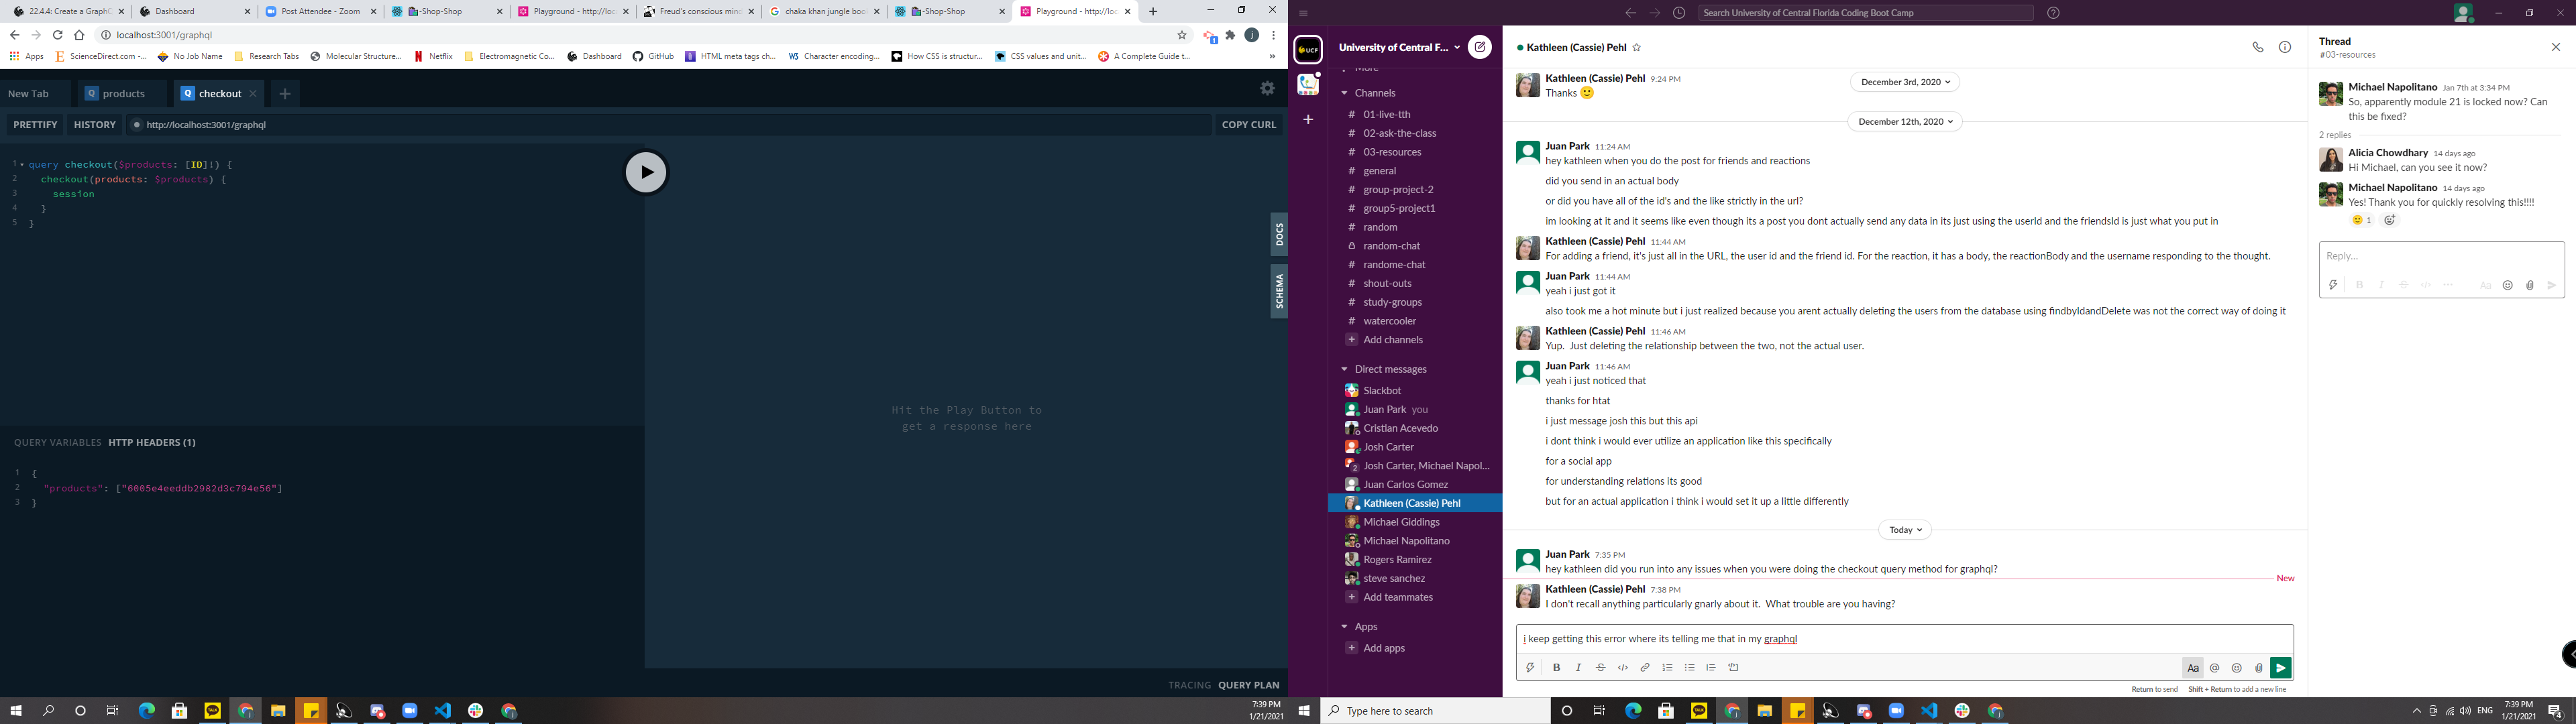 22.4.4: Create a GraphQ
Dashboard
Post Attendee - Zoom
-Shop-Shop
Playground - http://loc
Freud's conscious mind
chaka khan jungle boo
-Shop-Shop
Playground - http://loc
localhost:3001/graphql
Apps
ScienceDirect.com -...
No Job Name
Research Tabs
Molecular Structure...
Netflix
Electromagnetic Co...
Dashboard
GitHub
HTML meta tags ch...
Character encoding...
How CSS is structur...
CSS values and unit...
A Complete Guide t...
New Tab
Q products
Q checkout
PRETTIFY
HISTORY
http://localhost:3001/graphql
COPY CURL
1 query checkout($products: [ID]!) {
2 checkout(products: $products) {
3 session
4 }
5 }
DOCS
SCHEMA
Hit the Play Button to
get a response here
QUERY VARIABLES HTTP HEADERS (1)
1 {
2 "products": ["6005e4eeddb2982d3c794e56"]
3 }
TRACING QUERY PLAN
7:39 PM
1/21/2021
Search University of Central Florida Coding Boot Camp
UCF
University of Central F...
More
Channels
# 01-live-tth
# 02-ask-the-class
# 03-resources
# general
# group-project-2
# group5-project1
# random
random-chat
# randome-chat
# shout-outs
# study-groups
# watercooler
+ Add channels
Direct messages
Slackbot
Juan Park you
Cristian Acevedo
Josh Carter
2 Josh Carter, Michael Napol...
Juan Carlos Gomez
Kathleen (Cassie) Pehl
Michael Giddings
Michael Napolitano
Rogers Ramirez
steve sanchez
+ Add teammates
Apps
+ Add apps
Kathleen (Cassie) Pehl
Kathleen (Cassie) Pehl 9:24 PM
Thanks
December 3rd, 2020
December 12th, 2020
Juan Park 11:24 AM
hey kathleen when you do the post for friends and reactions
did you send in an actual body
or did you have all of the id's and the like strictly in the url?
im looking at it and it seems like even though its a post you dont actually send any data in its just using the userId and the friendsId is just what you put in
Kathleen (Cassie) Pehl 11:44 AM
For adding a friend, it's just all in the URL, the user id and the friend id. For the reaction, it has a body, the reactionBody and the username responding to the thought.
Juan Park 11:44 AM
yeah i just got it
also took me a hot minute but i just realized because you arent actually deleting the users from the database using findbyIdandDelete was not the correct way of doing it
Kathleen (Cassie) Pehl 11:46 AM
Yup. Just deleting the relationship between the two, not the actual user.
Juan Park 11:46 AM
yeah i just noticed that
thanks for htat
i just message josh this but this api
i dont think i would ever utilize an application like this specifically
for a social app
for understanding relations its good
but for an actual application i think i would set it up a little differently
Today
Juan Park 7:35 PM
hey kathleen did you run into any issues when you were doing the checkout query method for graphql?
New
Kathleen (Cassie) Pehl 7:38 PM
I don't recall anything particularly gnarly about it. What trouble are you having?
i keep getting this error where its telling me that in my graphql
Return to send Shift + Return to add a new line
Thread
#03-resources
Michael Napolitano Jan 7th at 3:34 PM
So, apparently module 21 is locked now? Can
this be fixed?
2 replies
Alicia Chowdhary 14 days ago
Hi Michael, can you see it now?
Michael Napolitano 14 days ago
Yes! Thank you for quickly resolving this!!!!
1
Reply...
Type here to search
ENG
7:39 PM
1/21/2021